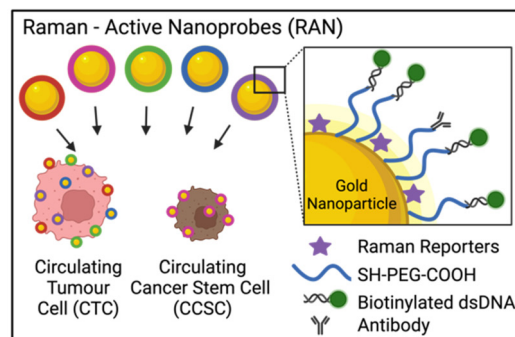 Raman - Active Nanoprobes (RAN)
Gold
Nanoparticle
Circulating
Tumour
Cell (CTC)
Circulating
Cancer Stem Cell
(CCSC)
Raman Reporters
SH-PEG-COOH
Biotinylated dsDNA
Antibody